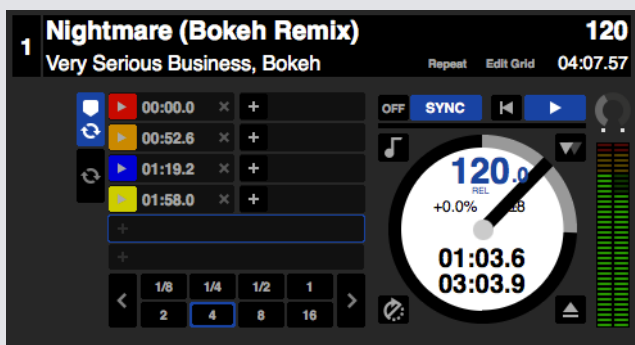 1
Nightmare (Bokeh Remix) 120
Very Serious Business, Bokeh Repeat Edit Grid 04:07.57
00:00.0 × +
00:52.6 × +
01:19.2 × +
01:58.0 × +
+
+
OFF SYNC
120.0
REL
+0.0%
01:03.6
03:03.9
1/8 1/4 1/2 1
2 4 8 16